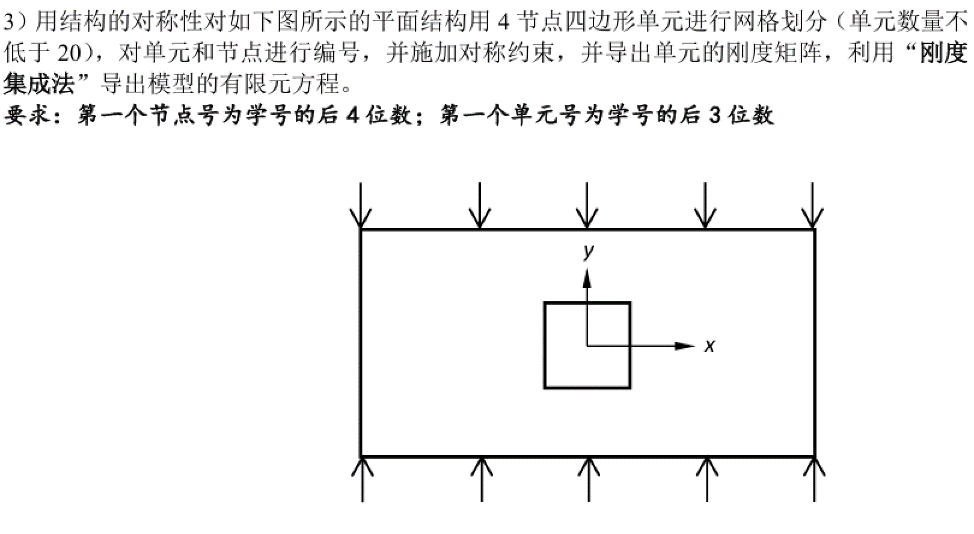 3）用结构的对称性对如下图所示的平面结构用 4 节点四边形单元进行网格划分（单元数量不
低于 20），对单元和节点进行编号，并施加对称约束，并导出单元的刚度矩阵，利用“刚度
集成法”导出模型的有限元方程。
要求：第一个节点号为学号的后 4 位数；第一个单元号为学号的后 3 位数
y
x